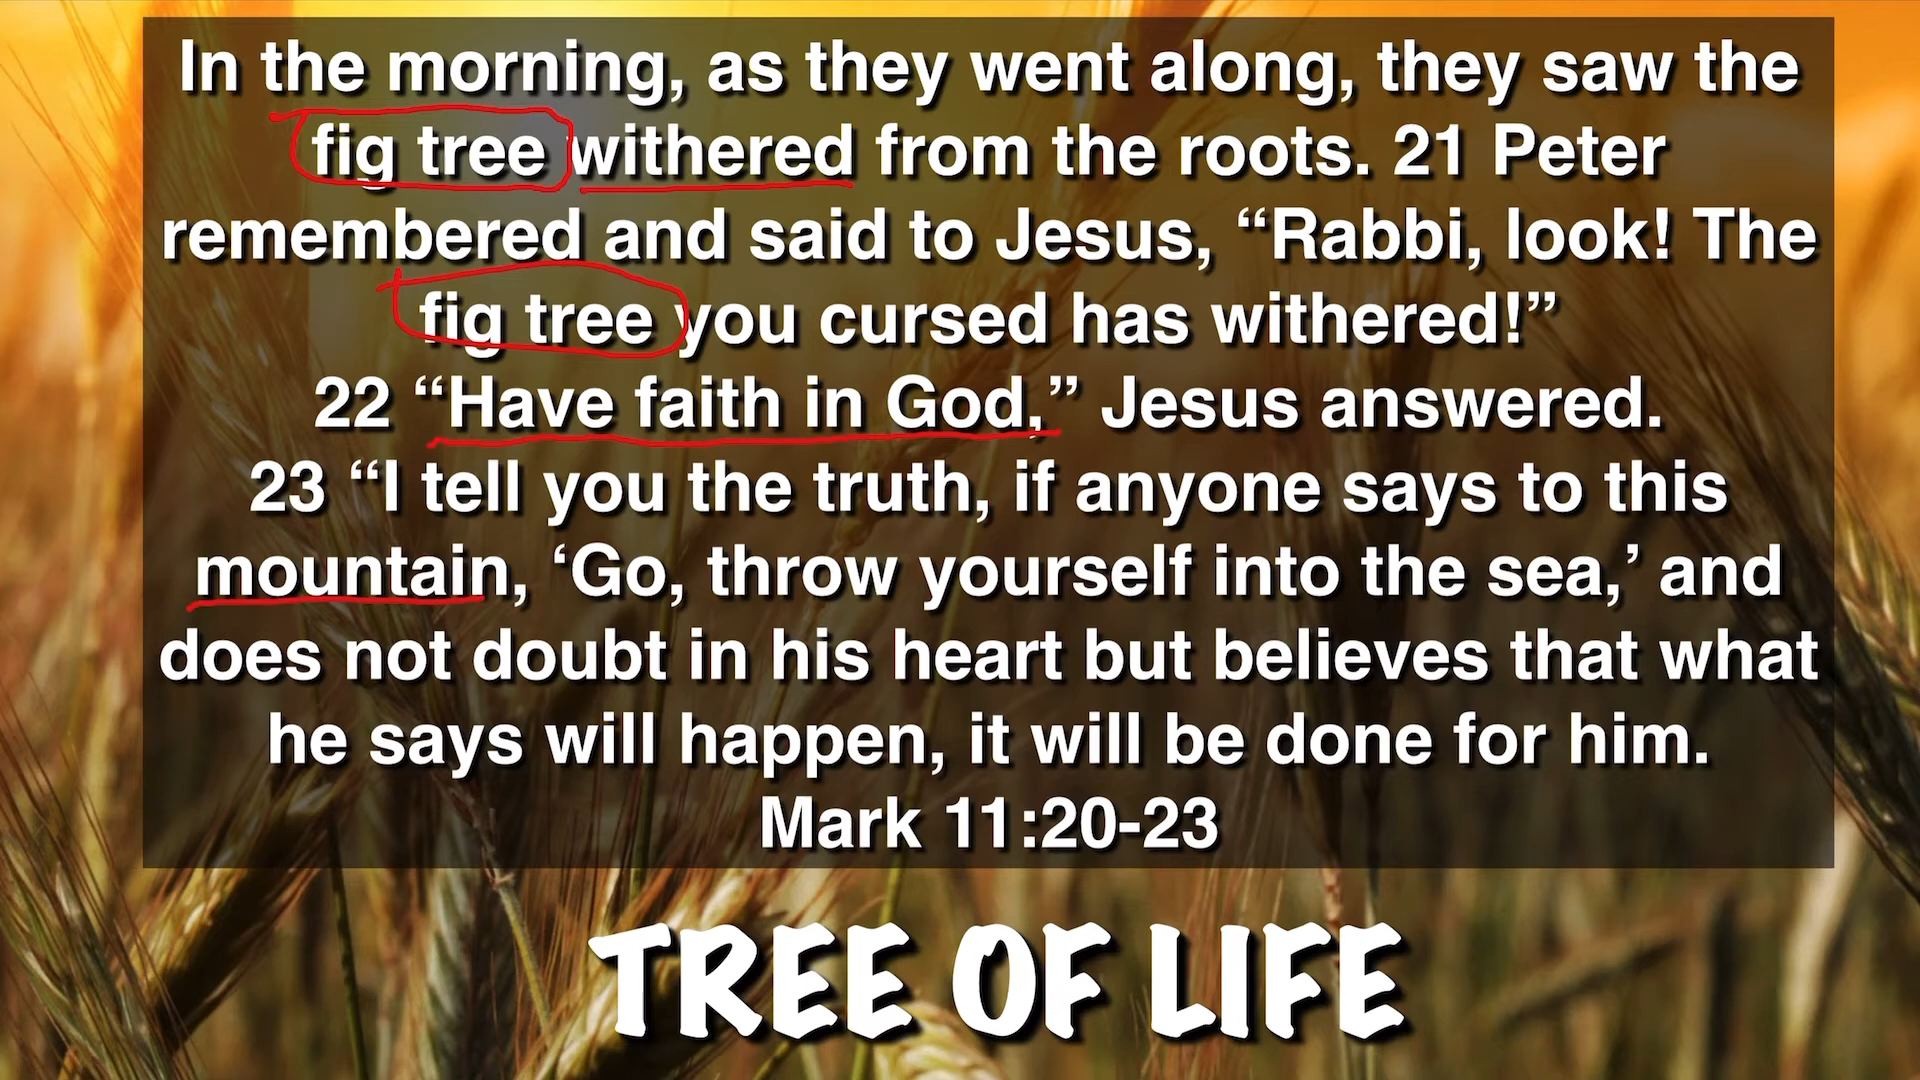 In the morning, as they went along, they saw the
fig tree withered from the roots. 21 Peter
remembered and said to Jesus, “Rabbi, look! The
fig tree you cursed has withered!”
22 “Have faith in God,” Jesus answered.
23 “I tell you the truth, if anyone says to this
mountain, ‘Go, throw yourself into the sea,’ and
does not doubt in his heart but believes that what
he says will happen, it will be done for him.
Mark 11:20-23
TREE OF LIFE